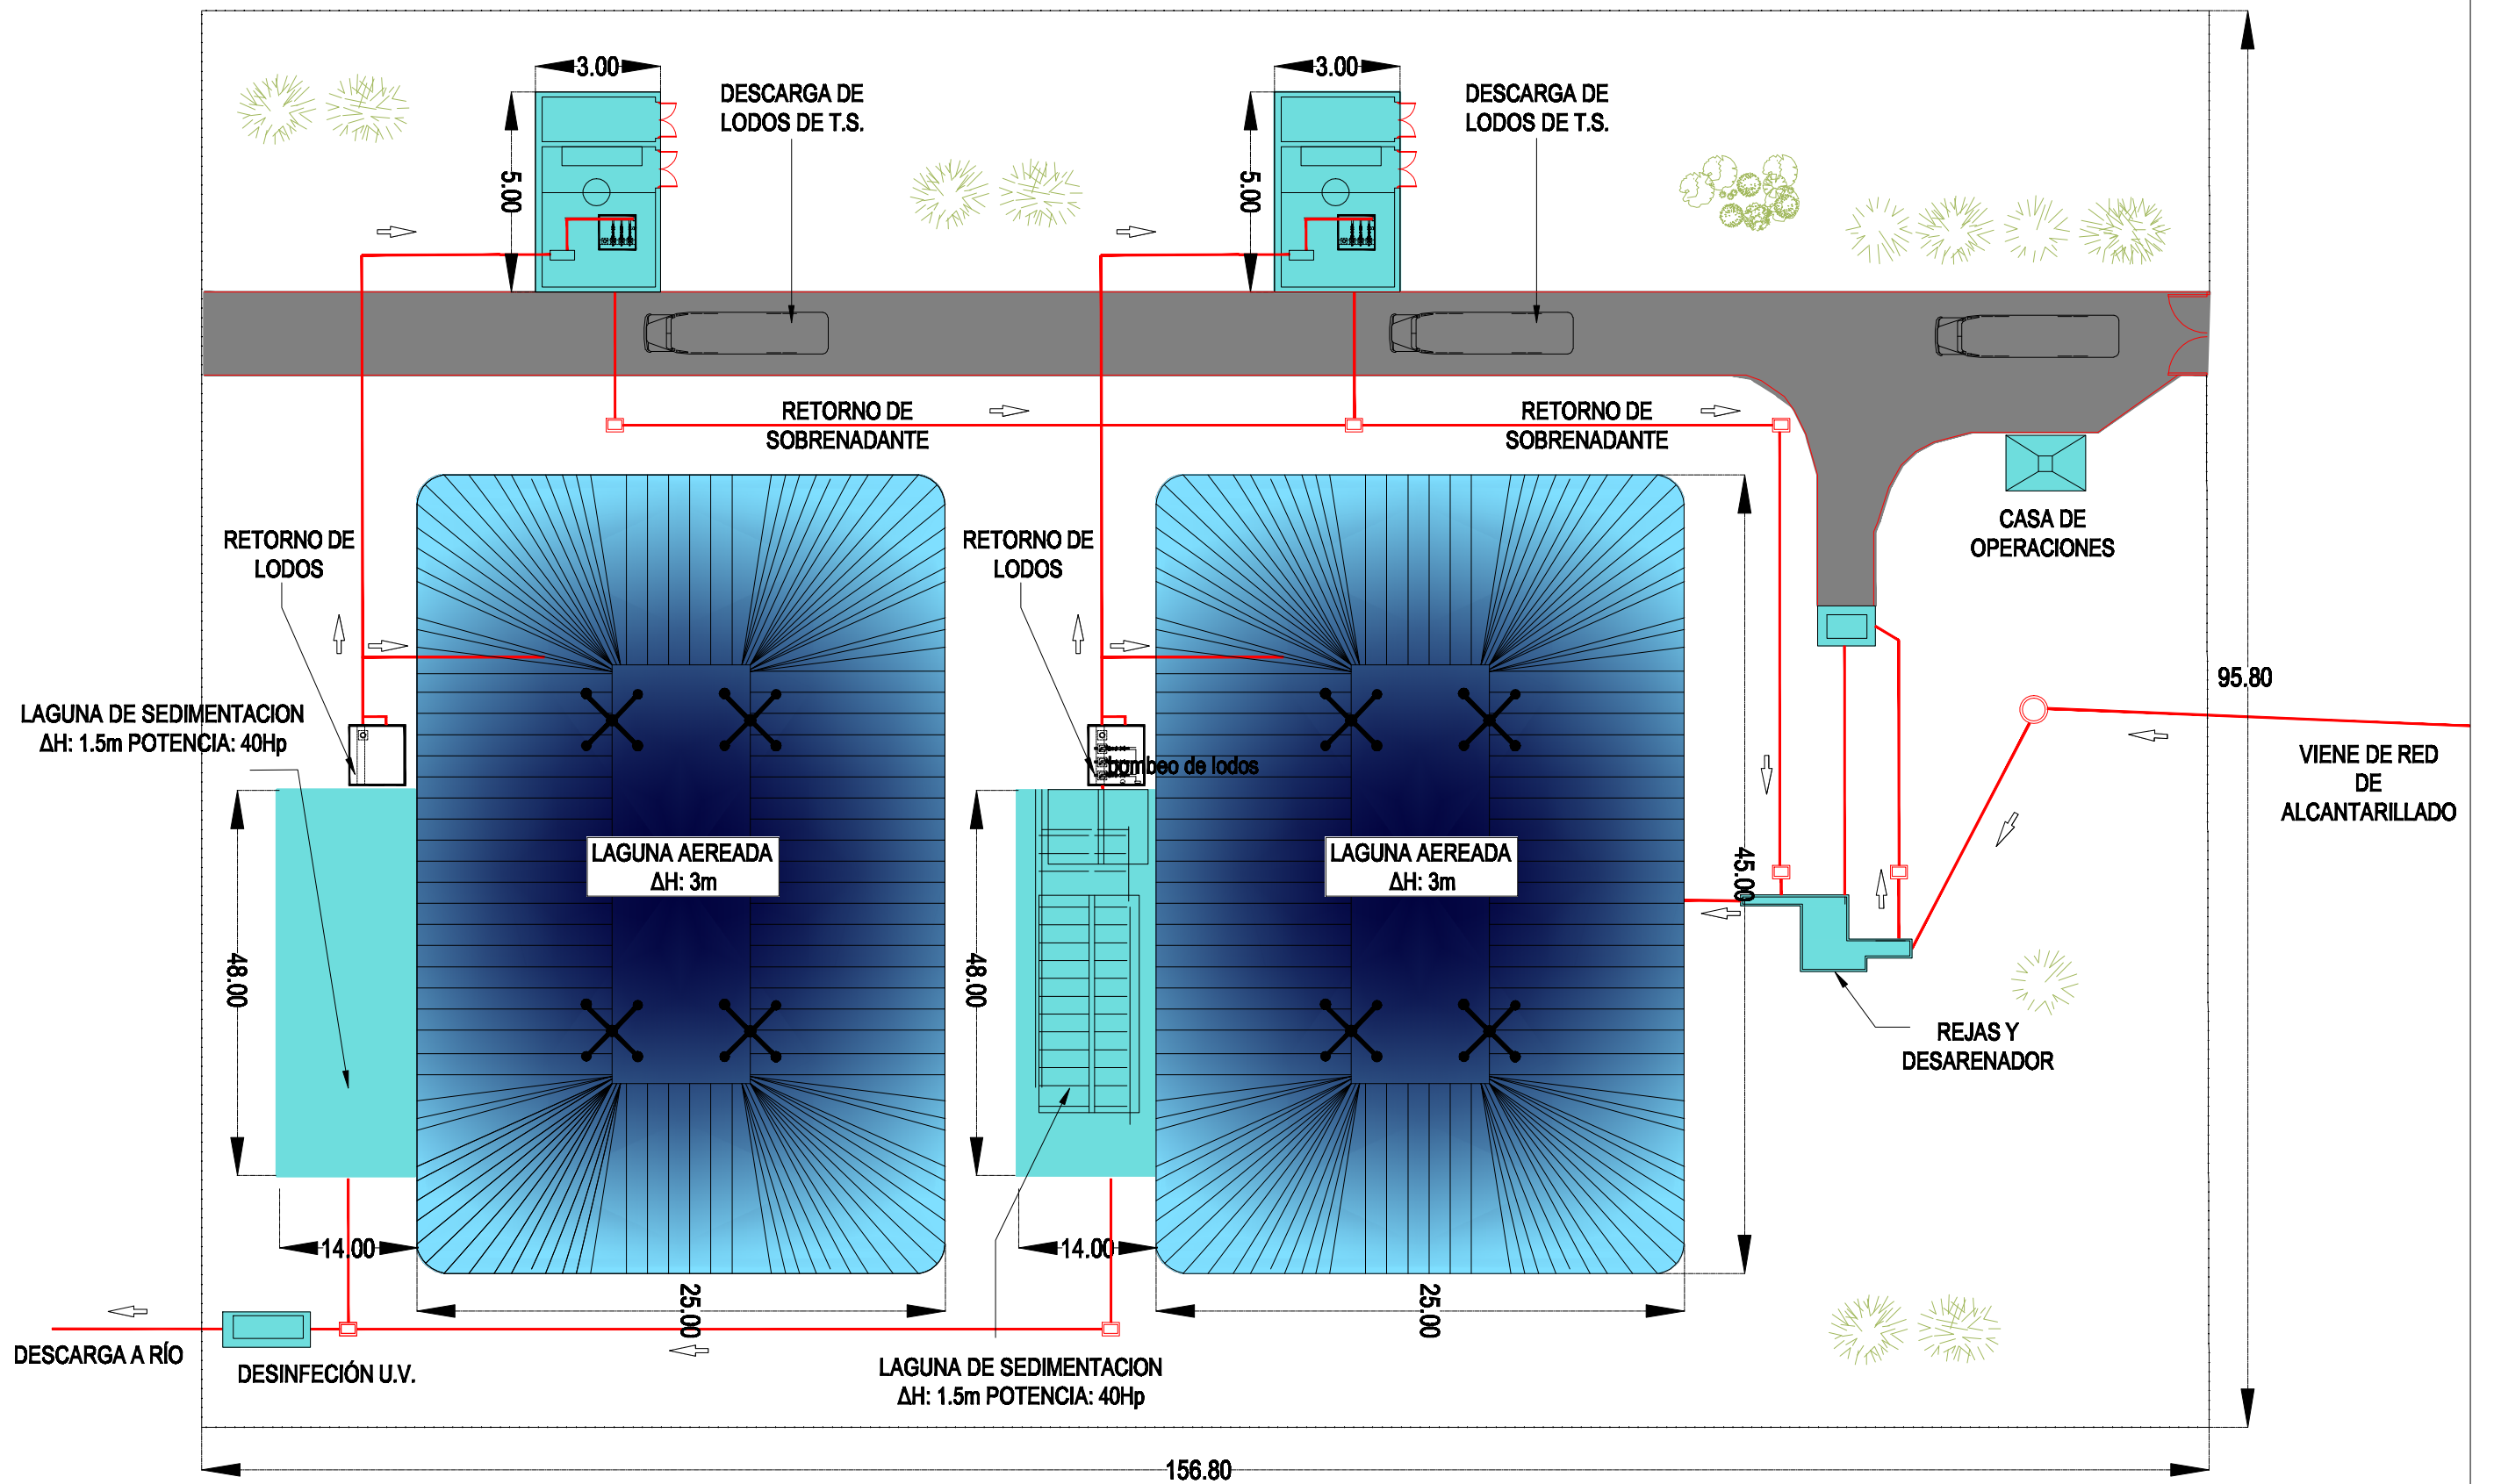 3.00
3.00
DESCARGA DE
LODOS DE T.S.
DESCARGA DE
LODOS DE T.S.
5.00
5.00
RETORNO DE
SOBRENADANTE
RETORNO DE
SOBRENADANTE
RETORNO DE
LODOS
RETORNO DE
LODOS
CASA DE
OPERACIONES
95.80
LAGUNA DE SEDIMENTACION
ΔH: 1.5m POTENCIA: 40Hp
bombeo de lodos
VIENE DE RED
DE
ALCANTARILLADO
LAGUNA AEREADA
ΔH: 3m
LAGUNA AEREADA
ΔH: 3m
45.00
48.00
48.00
REJAS Y
DESARENADOR
14.00
14.00
25.00
25.00
DESCARGA A RÍO
DESINFECIÓN U.V.
LAGUNA DE SEDIMENTACION
ΔH: 1.5m POTENCIA: 40Hp
156.80